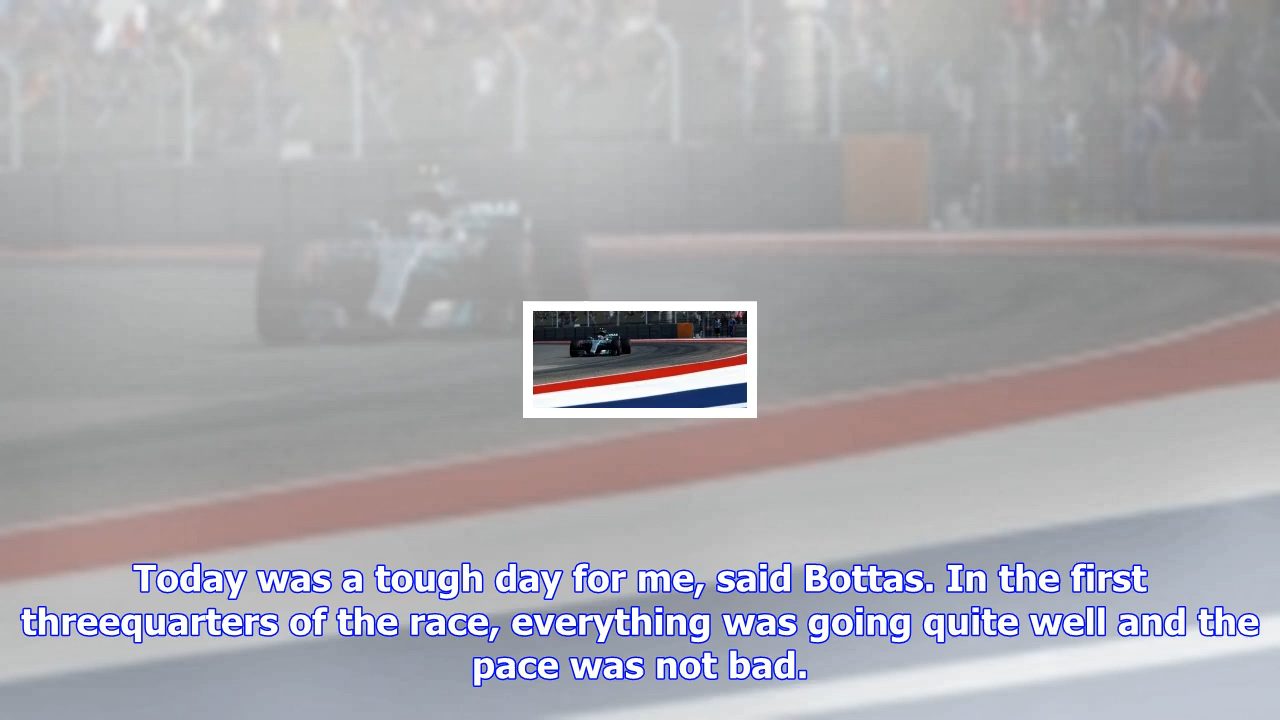 Today was a tough day for me, said Bottas. In the first
threequarters of the race, everything was going quite well and the
pace was not bad.